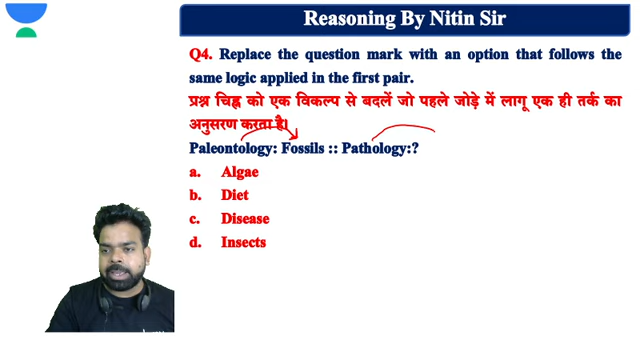 Reasoning By Nitin Sir
Q4. Replace the question mark with an option that follows the
same logic applied in the first pair.
प्रश्न चिह्न को एक विकल्प से बदलें जो पहले जोड़े में लागू एक ही तर्क का
अनुसरण करता है।
Paleontology: Fossils :: Pathology:?
a. Algae
b. Diet
c. Disease
d. Insects